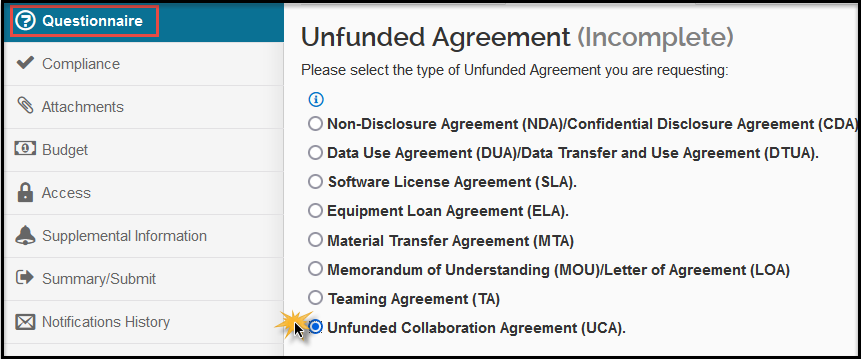 Questionnaire
Compliance
Attachments
Budget
Access
Supplemental Information
Summary/Submit
Notifications History
Unfunded Agreement (Incomplete)
Please select the type of Unfunded Agreement you are requesting:
Non-Disclosure Agreement (NDA)/Confidential Disclosure Agreement (CDA)
Data Use Agreement (DUA)/Data Transfer and Use Agreement (DTUA).
Software License Agreement (SLA).
Equipment Loan Agreement (ELA).
Material Transfer Agreement (MTA)
Memorandum of Understanding (MOU)/Letter of Agreement (LOA)
Teaming Agreement (TA)
Unfunded Collaboration Agreement (UCA).